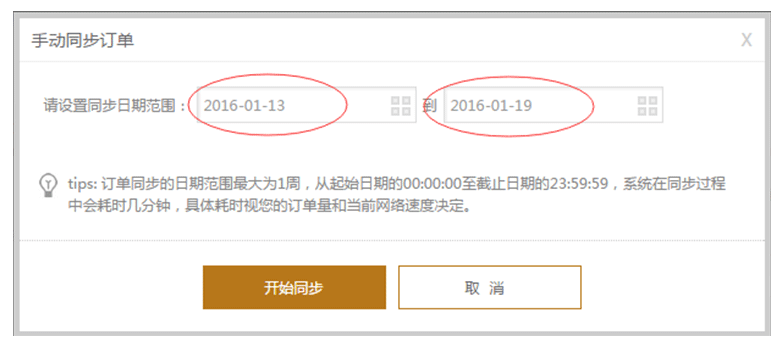 手动同步订单 X
请设置同步日期范围： 2016-01-13 到 2016-01-19
tips: 订单同步的日期范围最大为1周，从起始日期的00:00:00至截止日期的23:59:59，系统在同步过程
中会耗时几分钟，具体耗时视您的订单量和当前网络速度决定。
开始同步 取 消